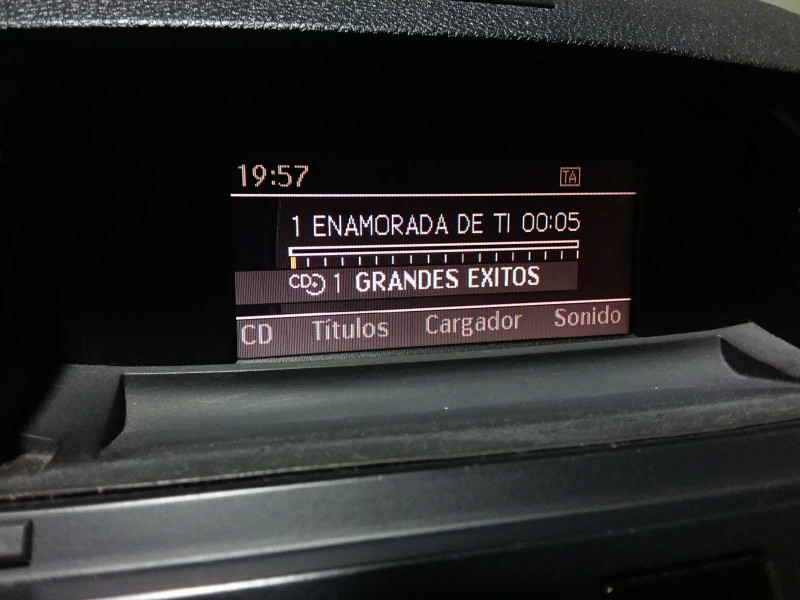 19:57 TA
1 ENAMORADA DE TI 00:05
CD 1 GRANDES EXITOS
CD Títulos Cargador Sonido